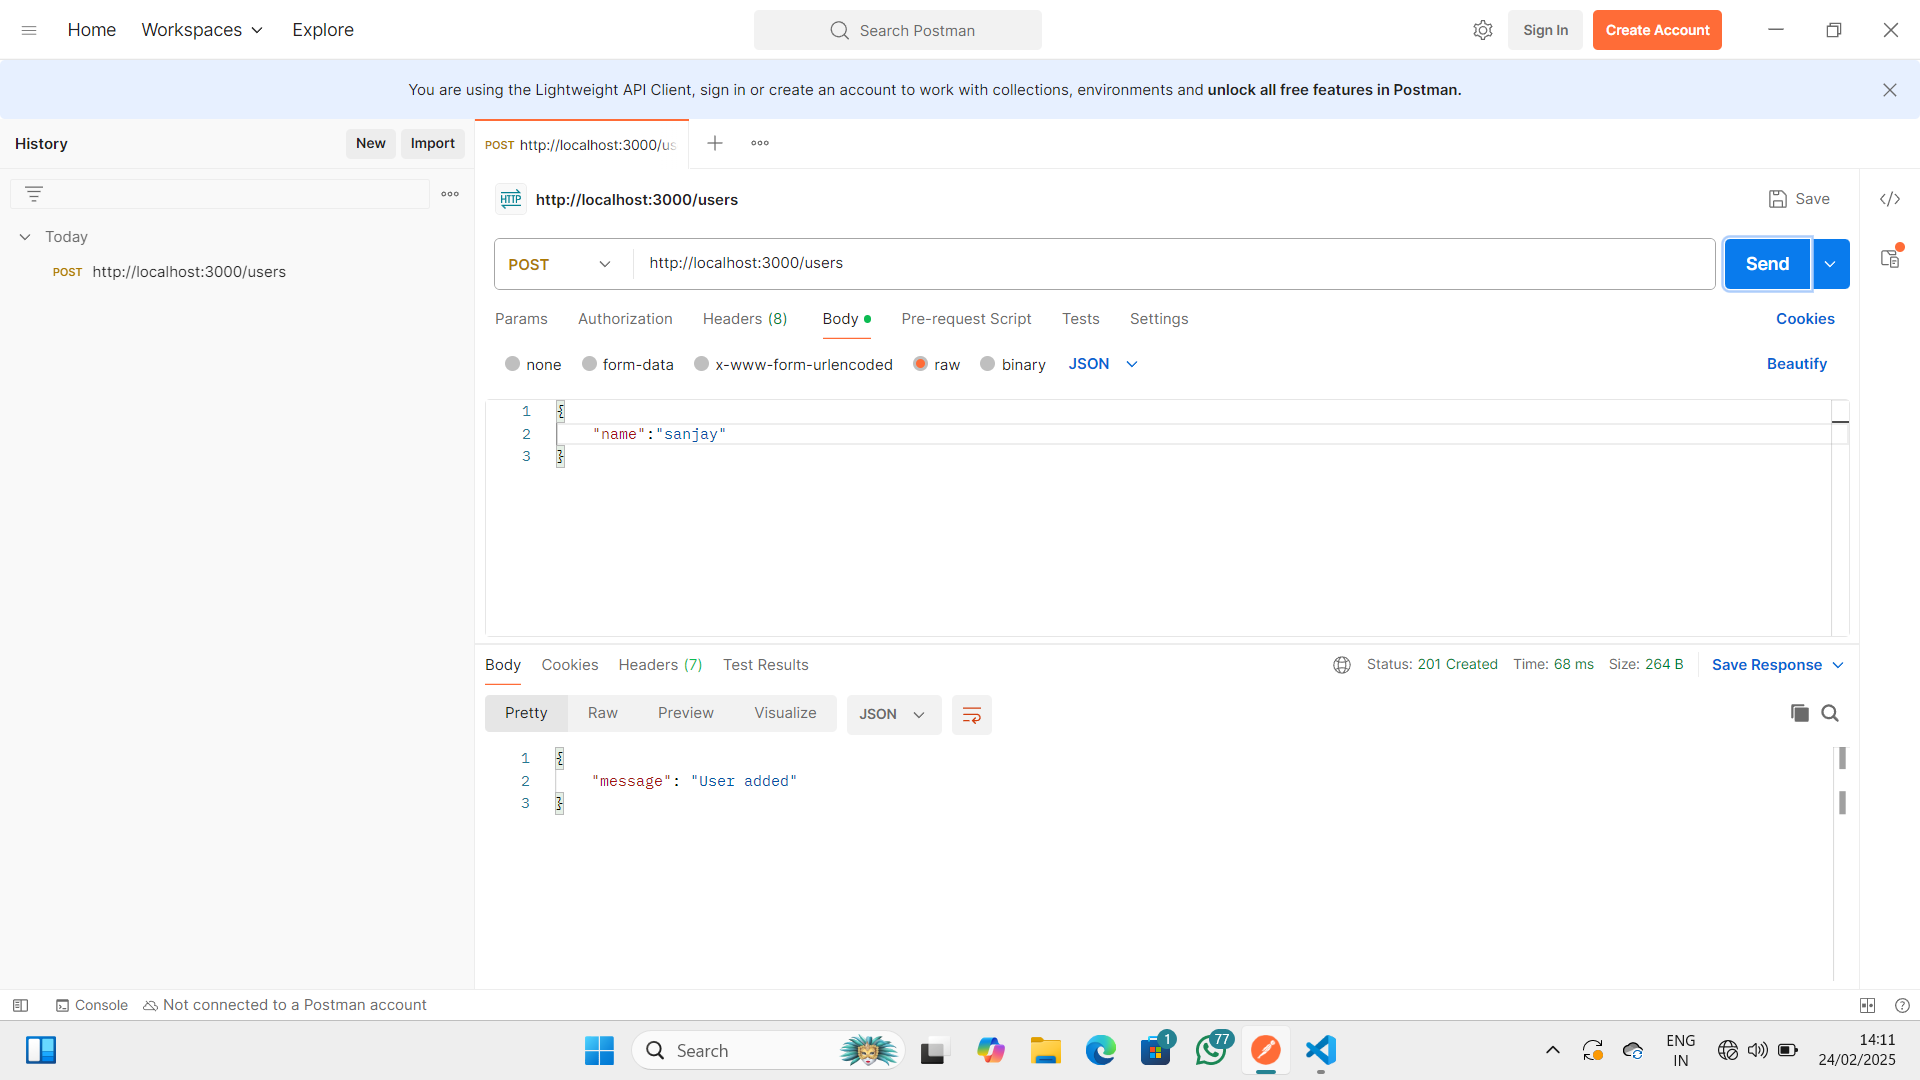 Home Workspaces Explore
Search Postman
Sign In Create Account
You are using the Lightweight API Client, sign in or create an account to work with collections, environments and unlock all free features in Postman.
History New Import
POST http://localhost:3000/us
HTTP http://localhost:3000/users
Save
Today
POST http://localhost:3000/users
POST http://localhost:3000/users Send
Params Authorization Headers (8) Body Pre-request Script Tests Settings Cookies
none form-data x-www-form-urlencoded raw binary JSON Beautify
1 {
2 "name":"sanjay"
3 }
Body Cookies Headers (7) Test Results
Status: 201 Created Time: 68 ms Size: 264 B Save Response
Pretty Raw Preview Visualize JSON
1 {
2 "message": "User added"
3 }
Console Not connected to a Postman account
Search
1
77
ENG
IN
14:11
24/02/2025